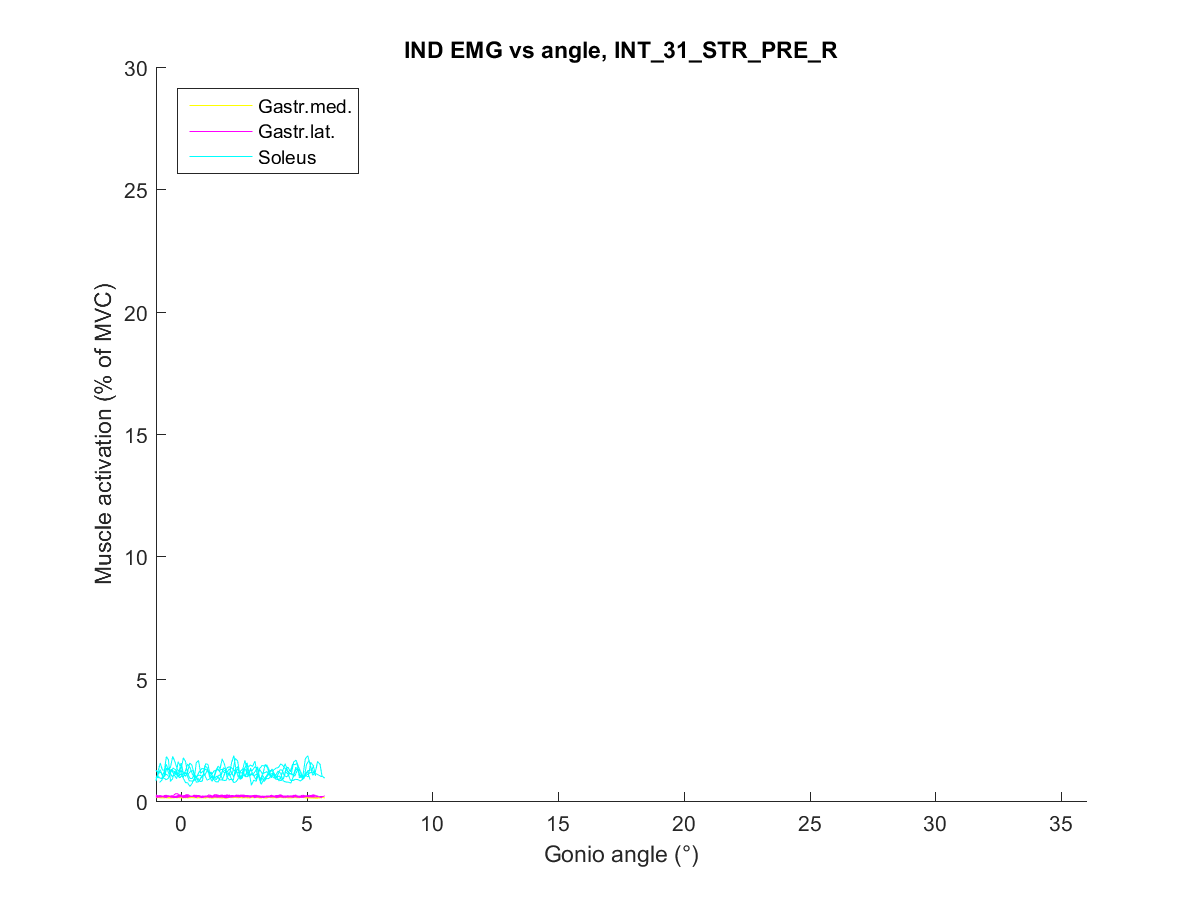 IND EMG vs angle, INT_31_STR_PRE_R
30
25
20
15
10
5
0
Gastr.med.
Gastr.lat.
Soleus
Muscle activation (% of MVC)
0 5 10 15 20 25 30 35
Gonio angle (°)